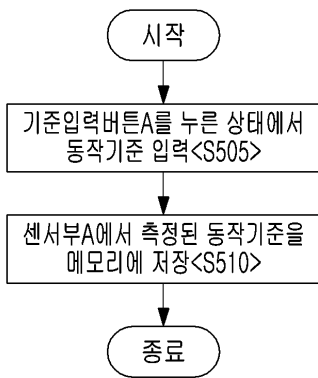 시작
기준입력버튼A를 누른 상태에서
동작기준 입력<S505>
센서부A에서 측정된 동작기준을
메모리에 저장<S510>
종료